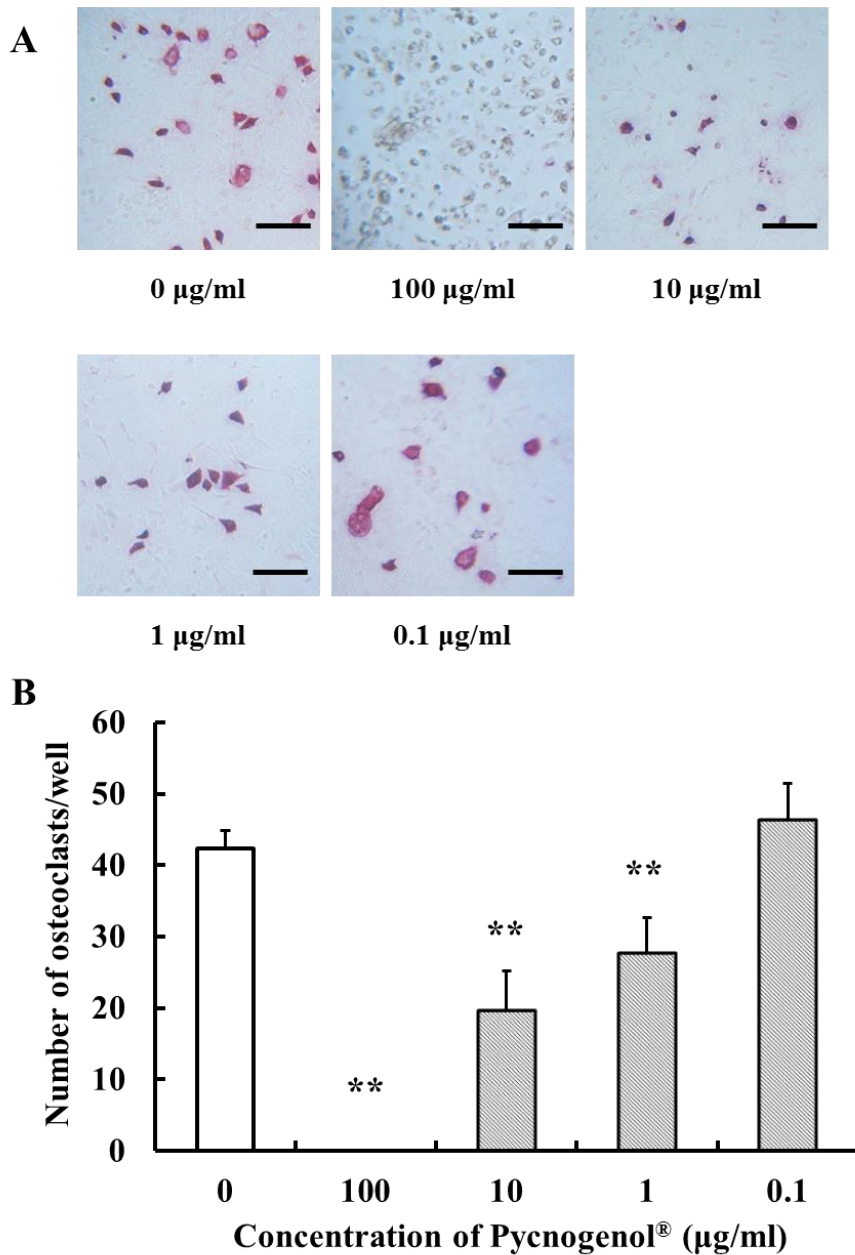 A
0 μg/ml
100 μg/ml
10 μg/ml
1 μg/ml
0.1 μg/ml
B
Number of osteoclasts/well
60
50
40
30
20
10
0
**
**
**
0
100
10
1
0.1
Concentration of Pycnogenol® (μg/ml)